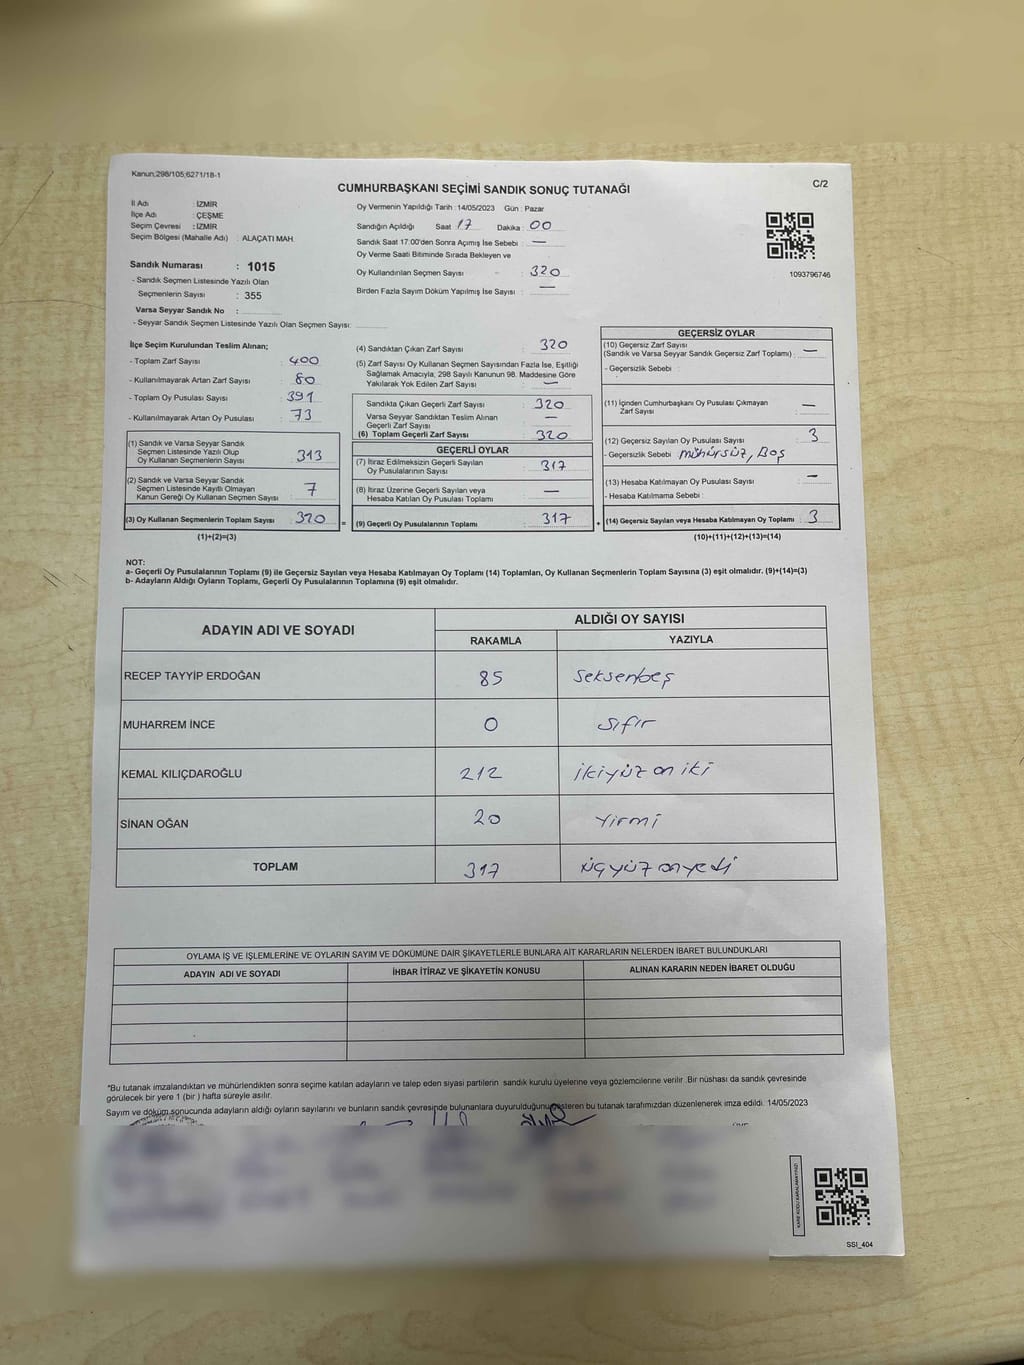 Kanun;298/105;6271/18-1
CUMHURBAŞKANI SEÇİMİ SANDIK SONUÇ TUTANAĞI
C/2
İl Adı : İZMİR
İlçe Adı : ÇEŞME
Seçim Çevresi : İZMİR
Seçim Bölgesi (Mahalle Adı) : ALAÇATI MAH.
Sandık Numarası : 1015
- Sandık Seçmen Listesinde Yazılı Olan
Seçmenlerin Sayısı : 355
Varsa Seyyar Sandık No :
- Seyyar Sandık Seçmen Listesinde Yazılı Olan Seçmen Sayısı:
Oy Vermenin Yapıldığı Tarih : 14/05/2023 Gün : Pazar
Sandığın Açıldığı Saat 17 Dakika : 00
Sandık Saat 17:00'den Sonra Açımış İse Sebebi : —
Oy Verme Saati Bitiminde Sırada Bekleyen ve
Oy Kullandırılan Seçmen Sayısı - : 320
Birden Fazla Sayım Döküm Yapılmış İse Sayısı : —
1093796746
İlçe Seçim Kurulundan Teslim Alınan;
- Toplam Zarf Sayısı : 400
- Kullanılmayarak Artan Zarf Sayısı : 80
- Toplam Oy Pusulası Sayısı : 391
- Kullanılmayarak Artan Oy Pusulası : 73
(1) Sandık ve Varsa Seyyar Sandık
Seçmen Listesinde Yazılı Olup
Oy Kullanan Seçmenlerin Sayısı : 313
(2) Sandık ve Varsa Seyyar Sandık
Seçmen Listesinde Kayıtlı Olmayan
Kanun Gereği Oy Kullanan Seçmen Sayısı : 7
(3) Oy Kullanan Seçmenlerin Toplam Sayısı : 320
(1)+(2)=(3)
(4) Sandıktan Çıkan Zarf Sayısı : 320
(5) Zarf Sayısı Oy Kullanan Seçmen Sayısından Fazla İse, Eşitliği
Sağlamak Amacıyla; 298 Sayılı Kanunun 98. Maddesine Göre
Yakılarak Yok Edilen Zarf Sayısı : —
Sandıkta Çıkan Geçerli Zarf Sayısı : 320
Varsa Seyyar Sandıktan Teslim Alınan
Geçerli Zarf Sayısı : —
(6) Toplam Geçerli Zarf Sayısı : 320
GEÇERLİ OYLAR
(7) İtiraz Edilmeksizin Geçerli Sayılan
Oy Pusulalarının Sayısı : 317
(8) İtiraz Üzerine Geçerli Sayılan veya
Hesaba Katılan Oy Pusulası Toplamı : —
= (9) Geçerli Oy Pusulalarının Toplamı : 317
GEÇERSİZ OYLAR
(10) Geçersiz Zarf Sayısı
(Sandık ve Varsa Seyyar Sandık Geçersiz Zarf Toplamı) : —
- Geçersizlik Sebebi :
(11) İçinden Cumhurbaşkanı Oy Pusulası Çıkmayan
Zarf Sayısı : —
(12) Geçersiz Sayılan Oy Pusulası Sayısı : 3
- Geçersizlik Sebebi : mühürsüz, Boş
(13) Hesaba Katılmayan Oy Pusulası Sayısı : —
- Hesaba Katılmama Sebebi :
+ (14) Geçersiz Sayılan veya Hesaba Katılmayan Oy Toplamı : 3
(10)+(11)+(12)+(13)=(14)
NOT:
a- Geçerli Oy Pusulalarının Toplamı (9) ile Geçersiz Sayılan veya Hesaba Katılmayan Oy Toplamı (14) Toplamları, Oy Kullanan Seçmenlerin Toplam Sayısına (3) eşit olmalıdır. (9)+(14)=(3)
b- Adayların Aldığı Oyların Toplamı, Geçerli Oy Pusulalarının Toplamına (9) eşit olmalıdır.
ADAYIN ADI VE SOYADI
ALDIĞI OY SAYISI
RAKAMLA YAZIYLA
RECEP TAYYİP ERDOĞAN 85 seksenbeş
MUHARREM İNCE 0 sıfır
KEMAL KILIÇDAROĞLU 212 ikiyüz on iki
SİNAN OĞAN 20 Yirmi
TOPLAM 317 üçyüz onyedi
OYLAMA İŞ VE İŞLEMLERİNE VE OYLARIN SAYIM VE DÖKÜMÜNE DAİR ŞİKAYETLERLE BUNLARA AİT KARARLARIN NELERDEN İBARET BULUNDUKLARI
ADAYIN ADI VE SOYADI İHBAR İTİRAZ VE ŞİKAYETİN KONUSU ALINAN KARARIN NEDEN İBARET OLDUĞU
*Bu tutanak imzalandıktan ve mühürlendikten sonra seçime katılan adayların ve talep eden siyasi partilerin sandık kurulu üyelerine veya gözlemcilerine verilir. Bir nüshası da sandık çevresinde
görülecek bir yere 1 (bir ) hafta süreyle asılır.
Sayım ve döküm sonucunda adayların aldığı oyların sayılarını ve bunların sandık çevresinde bulunanlara duyurulduğunu gösteren bu tutanak tarafımızdan düzenlenerek imza edildi. 14/05/2023
KARE KODU KARALAMAYINIZ!
SSI_404